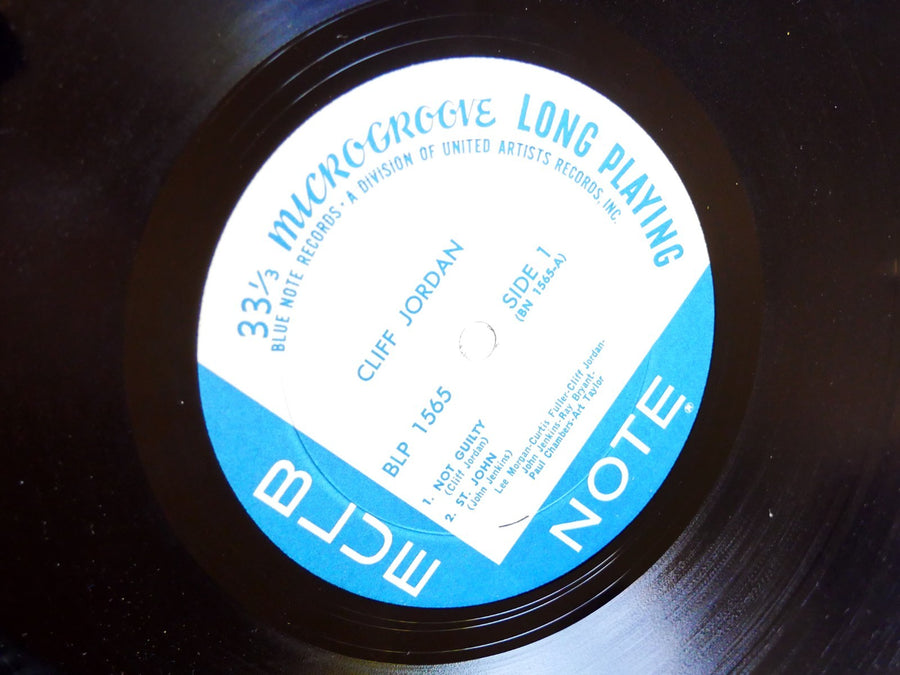 33⅓ MICROGROOVE LONG PLAYING
BLUE NOTE RECORDS · A DIVISION OF UNITED ARTISTS RECORDS, INC.
CLIFF JORDAN
BLP 1565
SIDE 1
(BN 1565-A)
1. NOT GUILTY
(Cliff Jordan)
2. ST. JOHN
(John Jenkins)
Lee Morgan-Curtis Fuller-Cliff Jordan-
John Jenkins-Ray Bryant-
Paul Chambers-Art Taylor
BLUE NOTE®